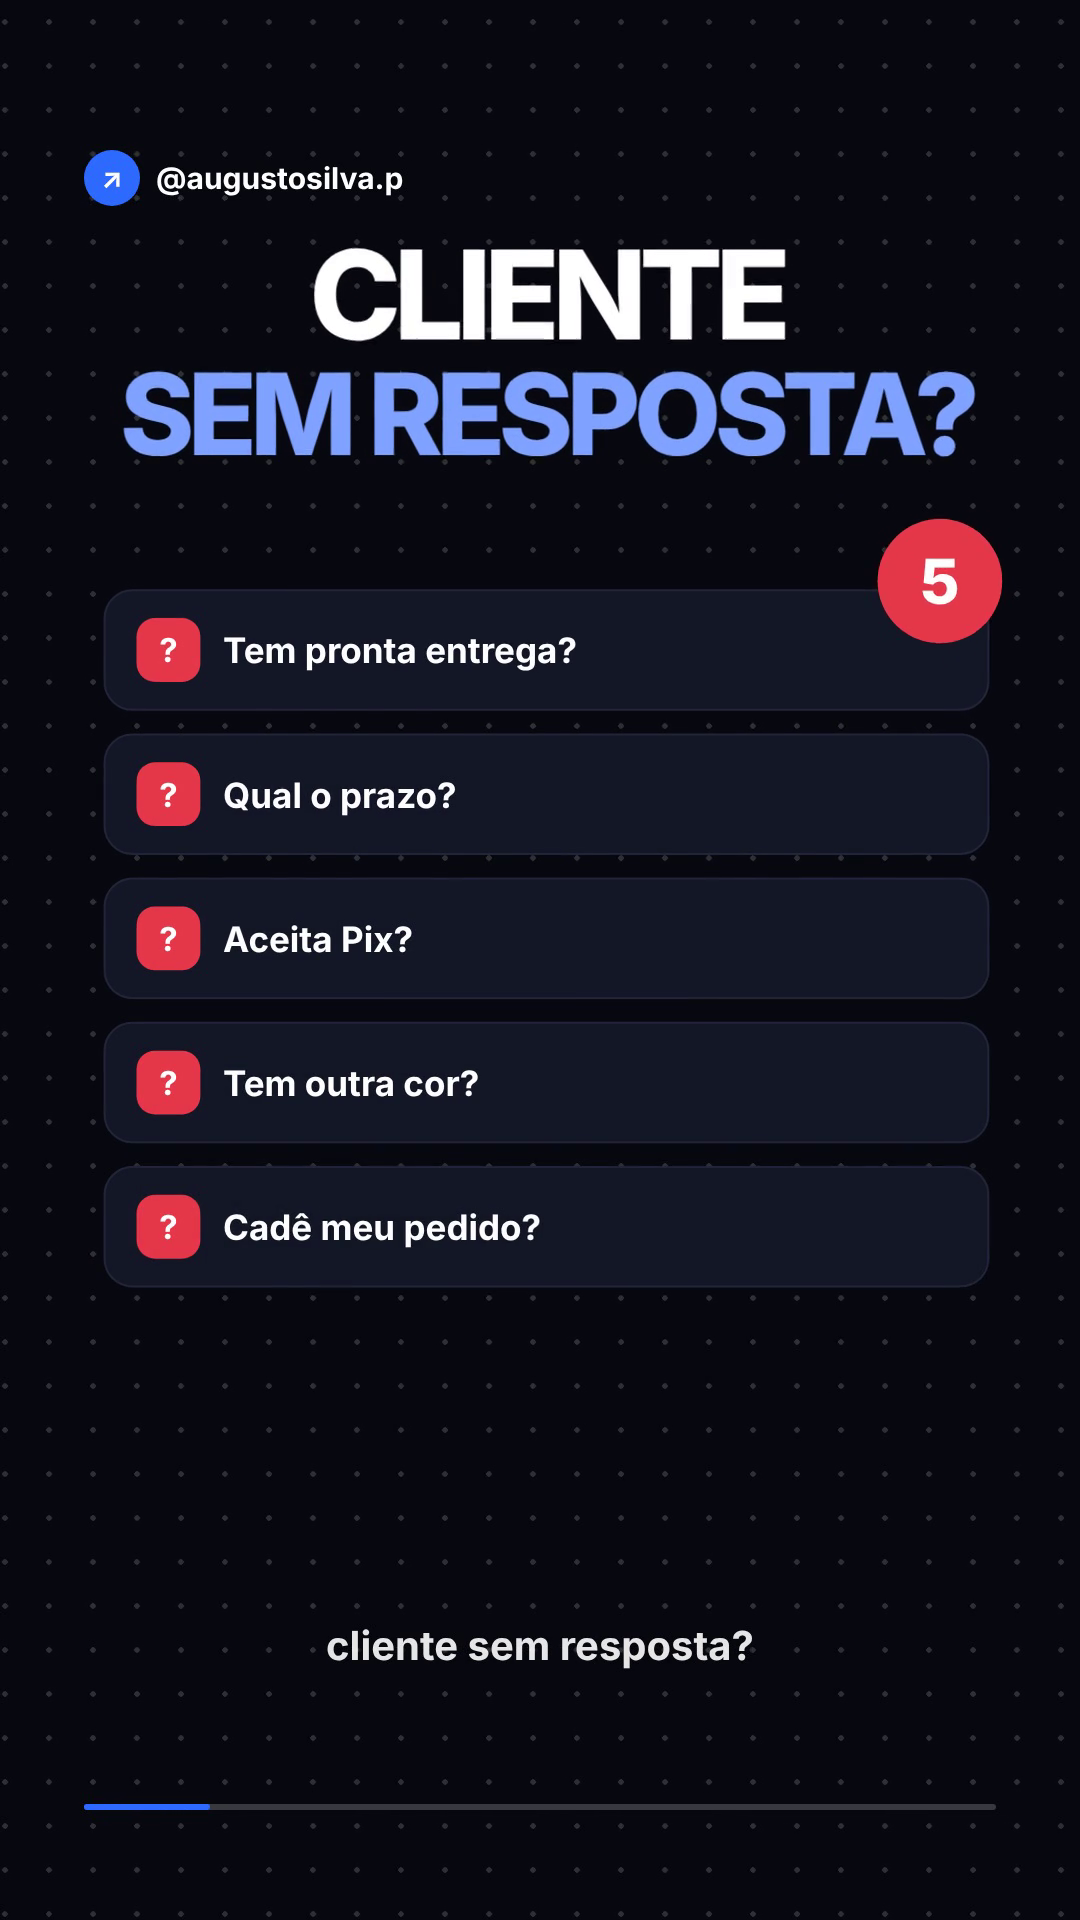 @augustosilva.p
CLIENTE
SEM RESPOSTA?
5
? Tem pronta entrega?
? Qual o prazo?
? Aceita Pix?
? Tem outra cor?
? Cadê meu pedido?
cliente sem resposta?